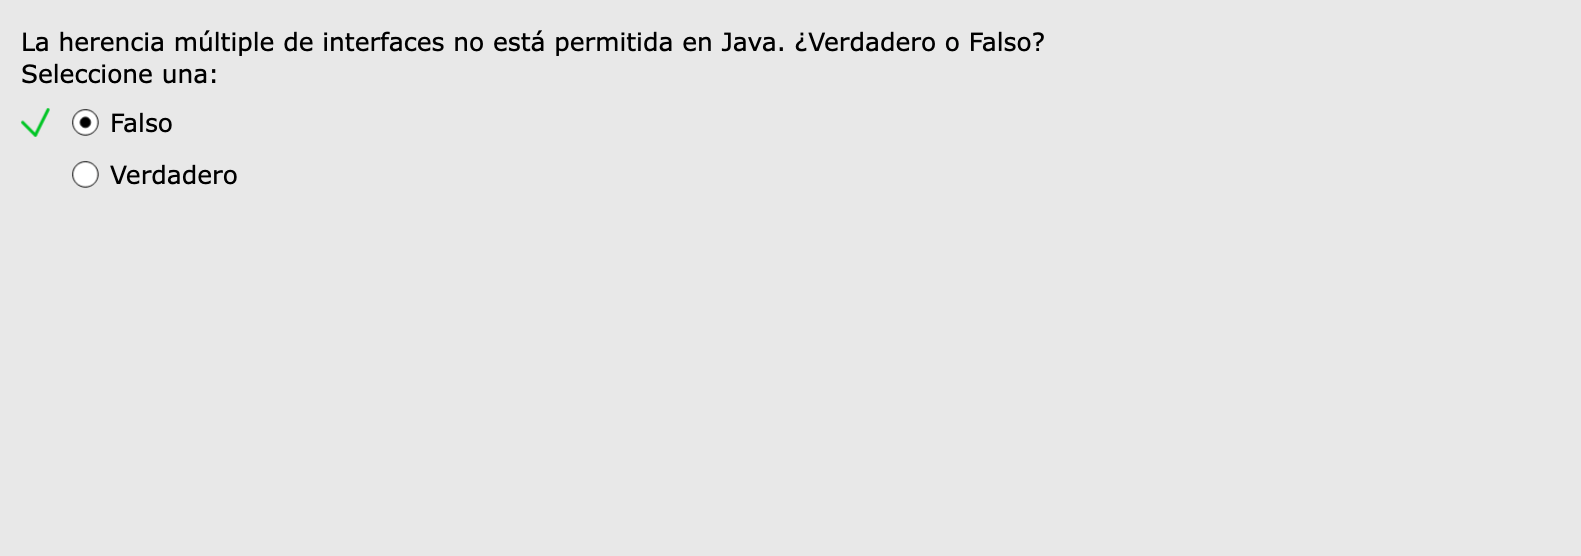 La herencia múltiple de interfaces no está permitida en Java. ¿Verdadero o Falso?
Seleccione una:
Falso
Verdadero